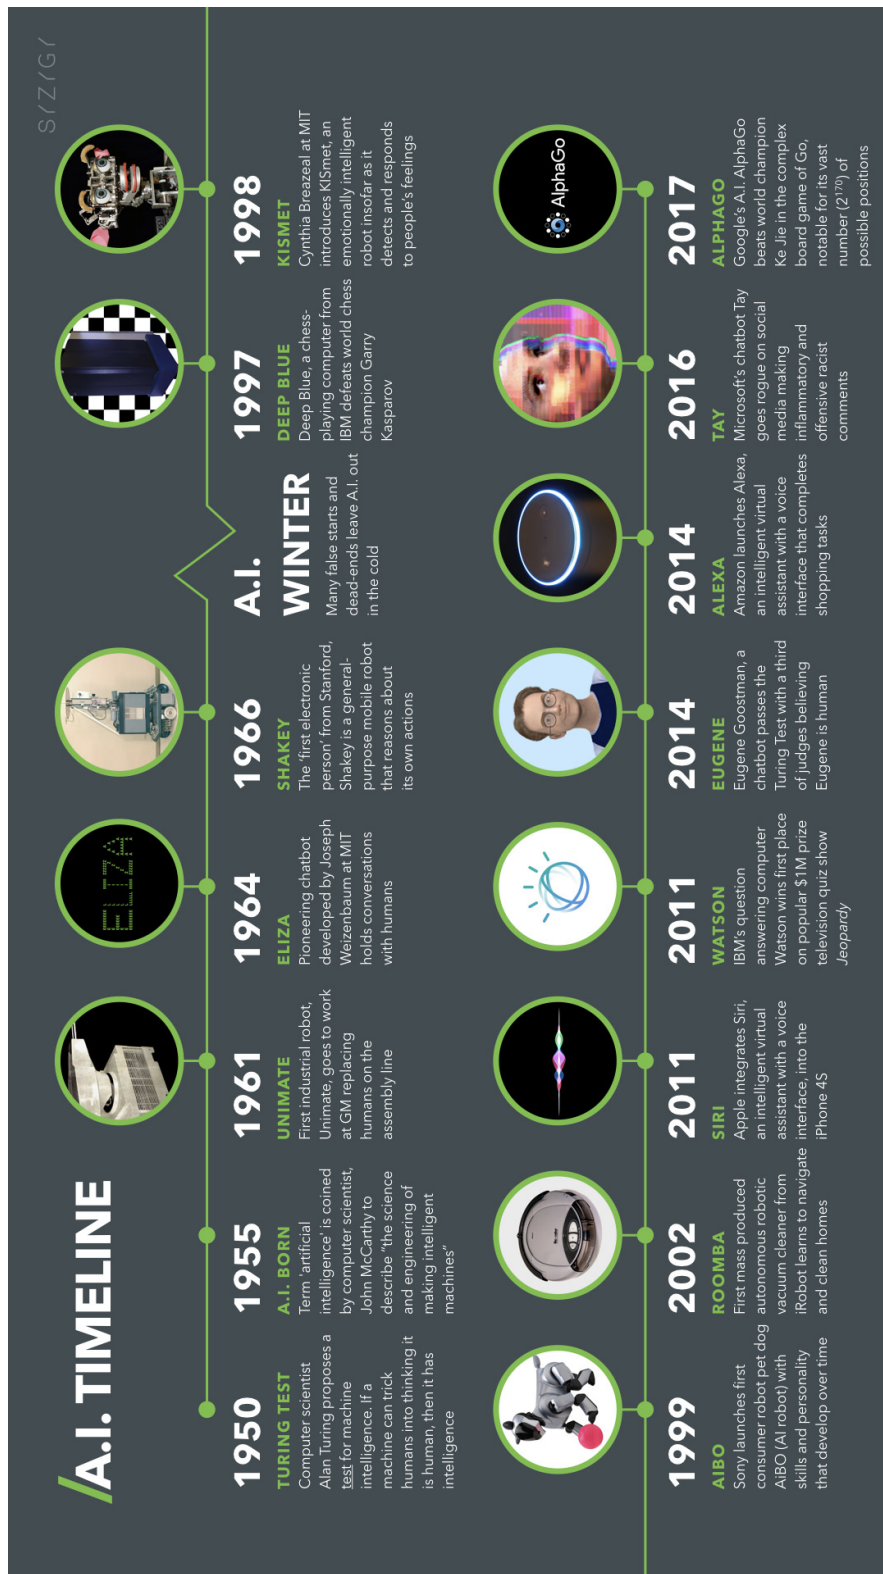 A.I. TIMELINE
SYZYGY
1950
TURING TEST
Computer scientist
Alan Turing proposes a
test for machine
intelligence. If a
machine can trick
humans into thinking it
is human, then it has
intelligence
1955
A.I. BORN
Term 'artificial
intelligence' is coined
by computer scientist,
John McCarthy to
describe "the science
and engineering of
making intelligent
machines"
1961
UNIMATE
First industrial robot,
Unimate, goes to work
at GM replacing
humans on the
assembly line
ELIZA
1964
ELIZA
Pioneering chatbot
developed by Joseph
Weizenbaum at MIT
holds conversations
with humans
1966
SHAKEY
The 'first electronic
person' from Stanford,
Shakey is a general-
purpose mobile robot
that reasons about
its own actions
A.I.
WINTER
Many false starts and
dead-ends leave A.I. out
in the cold
1997
DEEP BLUE
Deep Blue, a chess-
playing computer from
IBM defeats world chess
champion Garry
Kasparov
1998
KISMET
Cynthia Breazeal at MIT
introduces KISmet, an
emotionally intelligent
robot insofar as it
detects and responds
to people's feelings
1999
AIBO
Sony launches first
consumer robot pet dog
AiBO (AI robot) with
skills and personality
that develop over time
2002
ROOMBA
First mass produced
autonomous robotic
vacuum cleaner from
iRobot learns to navigate
and clean homes
2011
SIRI
Apple integrates Siri,
an intelligent virtual
assistant with a voice
interface, into the
iPhone 4S
2011
WATSON
IBM's question
answering computer
Watson wins first place
on popular $1M prize
television quiz show
Jeopardy
2014
EUGENE
Eugene Goostman, a
chatbot passes the
Turing Test with a third
of judges believing
Eugene is human
2014
ALEXA
Amazon launches Alexa,
an intelligent virtual
assistant with a voice
interface that completes
shopping tasks
2016
TAY
Microsoft's chatbot Tay
goes rogue on social
media making
inflammatory and
offensive racist
comments
AlphaGo
2017
ALPHAGO
Google's A.I. AlphaGo
beats world champion
Ke Jie in the complex
board game of Go,
notable for its vast
number (2¹⁷⁰) of
possible positions